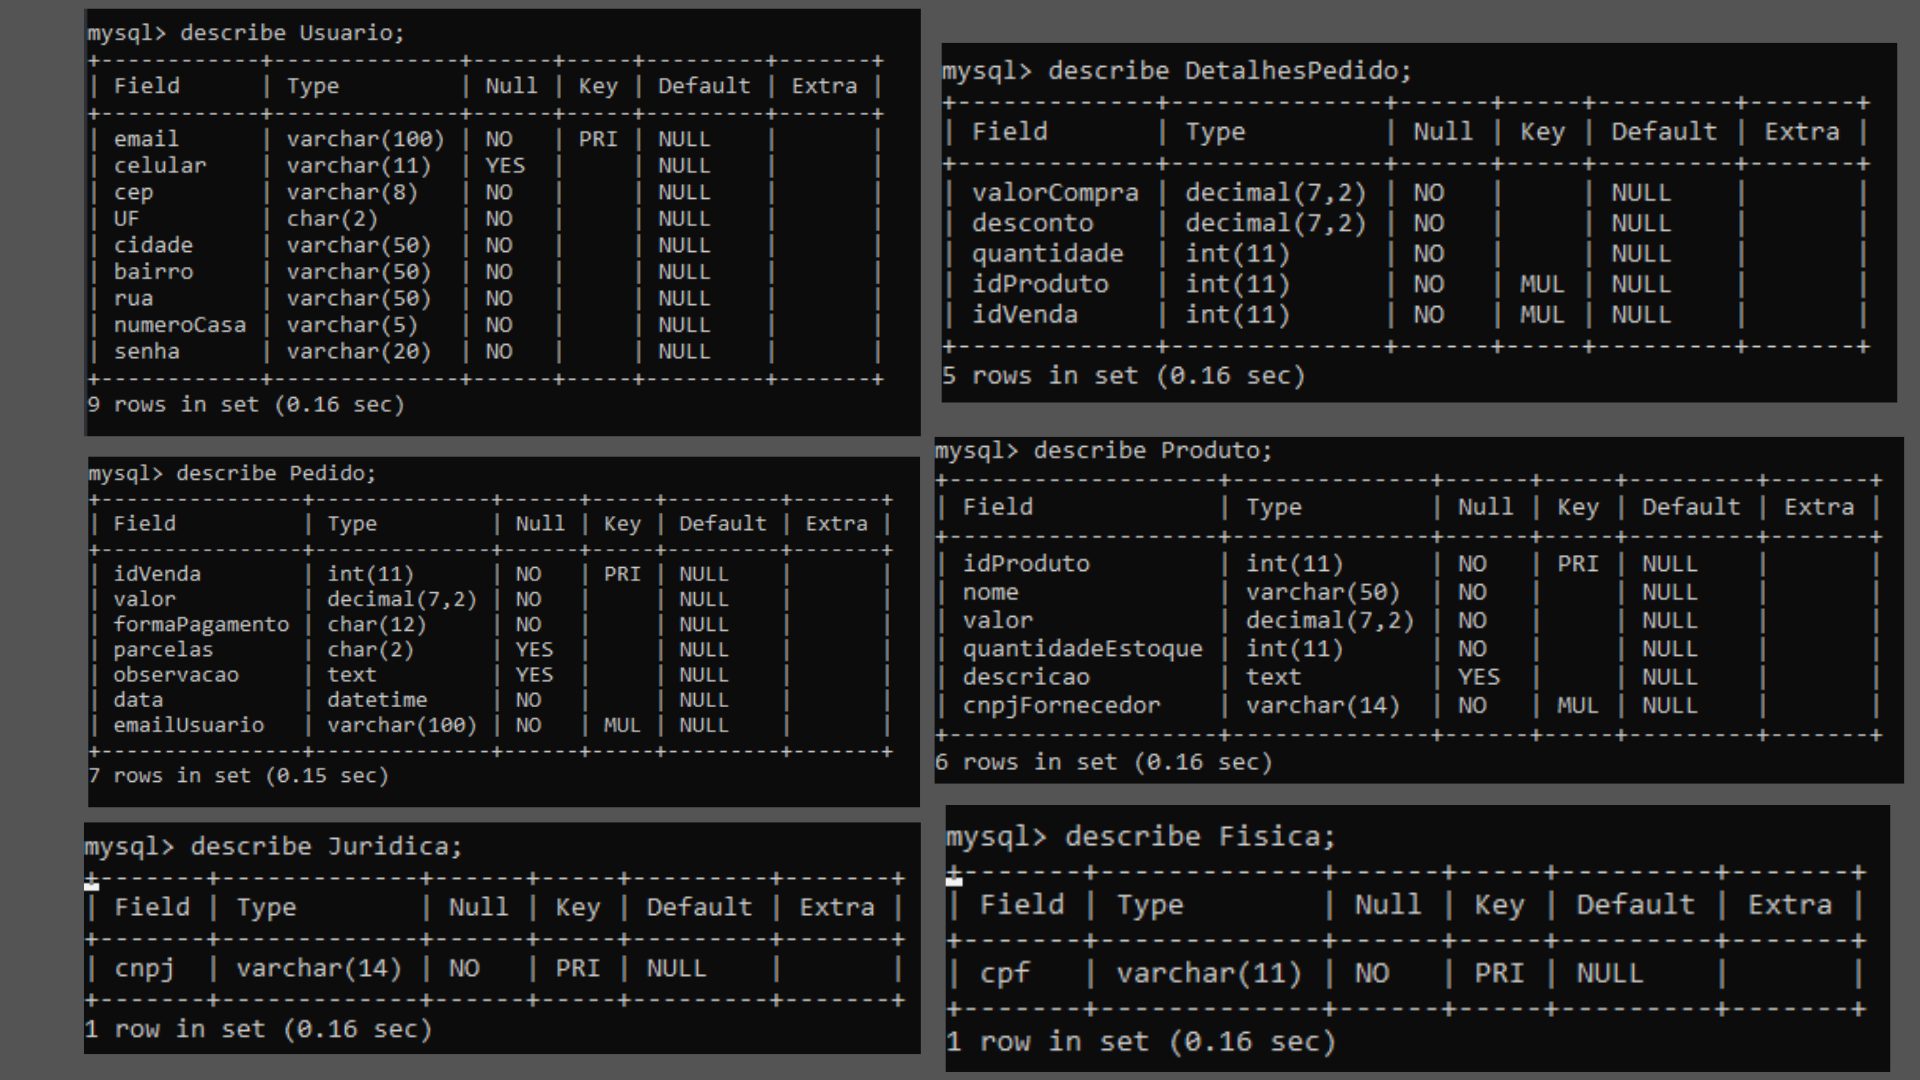 mysql> describe Usuario;
+-------------+---------------+------+-----+---------+-------+
| Field | Type | Null | Key | Default | Extra |
+-------------+---------------+------+-----+---------+-------+
| email | varchar(100) | NO | PRI | NULL | |
| celular | varchar(11) | YES | | NULL | |
| cep | varchar(8) | NO | | NULL | |
| UF | char(2) | NO | | NULL | |
| cidade | varchar(50) | NO | | NULL | |
| bairro | varchar(50) | NO | | NULL | |
| rua | varchar(50) | NO | | NULL | |
| numeroCasa | varchar(5) | NO | | NULL | |
| senha | varchar(20) | NO | | NULL | |
+-------------+---------------+------+-----+---------+-------+
9 rows in set (0.16 sec)
mysql> describe DetalhesPedido;
+-------------+--------------+------+-----+---------+-------+
| Field | Type | Null | Key | Default | Extra |
+-------------+--------------+------+-----+---------+-------+
| valorCompra | decimal(7,2) | NO | | NULL | |
| desconto | decimal(7,2) | NO | | NULL | |
| quantidade | int(11) | NO | | NULL | |
| idProduto | int(11) | NO | MUL | NULL | |
| idVenda | int(11) | NO | MUL | NULL | |
+-------------+--------------+------+-----+---------+-------+
5 rows in set (0.16 sec)
mysql> describe Pedido;
+----------------+--------------+------+-----+---------+-------+
| Field | Type | Null | Key | Default | Extra |
+----------------+--------------+------+-----+---------+-------+
| idVenda | int(11) | NO | PRI | NULL | |
| valor | decimal(7,2) | NO | | NULL | |
| formaPagamento | char(12) | NO | | NULL | |
| parcelas | char(2) | YES | | NULL | |
| observacao | text | YES | | NULL | |
| data | datetime | NO | | NULL | |
| emailUsuario | varchar(100) | NO | MUL | NULL | |
+----------------+--------------+------+-----+---------+-------+
7 rows in set (0.15 sec)
mysql> describe Produto;
+-------------------+--------------+------+-----+---------+-------+
| Field | Type | Null | Key | Default | Extra |
+-------------------+--------------+------+-----+---------+-------+
| idProduto | int(11) | NO | PRI | NULL | |
| nome | varchar(50) | NO | | NULL | |
| valor | decimal(7,2) | NO | | NULL | |
| quantidadeEstoque | int(11) | NO | | NULL | |
| descricao | text | YES | | NULL | |
| cnpjFornecedor | varchar(14) | NO | MUL | NULL | |
+-------------------+--------------+------+-----+---------+-------+
6 rows in set (0.16 sec)
mysql> describe Juridica;
+-------+-------------+------+-----+---------+-------+
| Field | Type | Null | Key | Default | Extra |
+-------+-------------+------+-----+---------+-------+
| cnpj | varchar(14) | NO | PRI | NULL | |
+-------+-------------+------+-----+---------+-------+
1 row in set (0.16 sec)
mysql> describe Fisica;
+-------+-------------+------+-----+---------+-------+
| Field | Type | Null | Key | Default | Extra |
+-------+-------------+------+-----+---------+-------+
| cpf | varchar(11) | NO | PRI | NULL | |
+-------+-------------+------+-----+---------+-------+
1 row in set (0.16 sec)